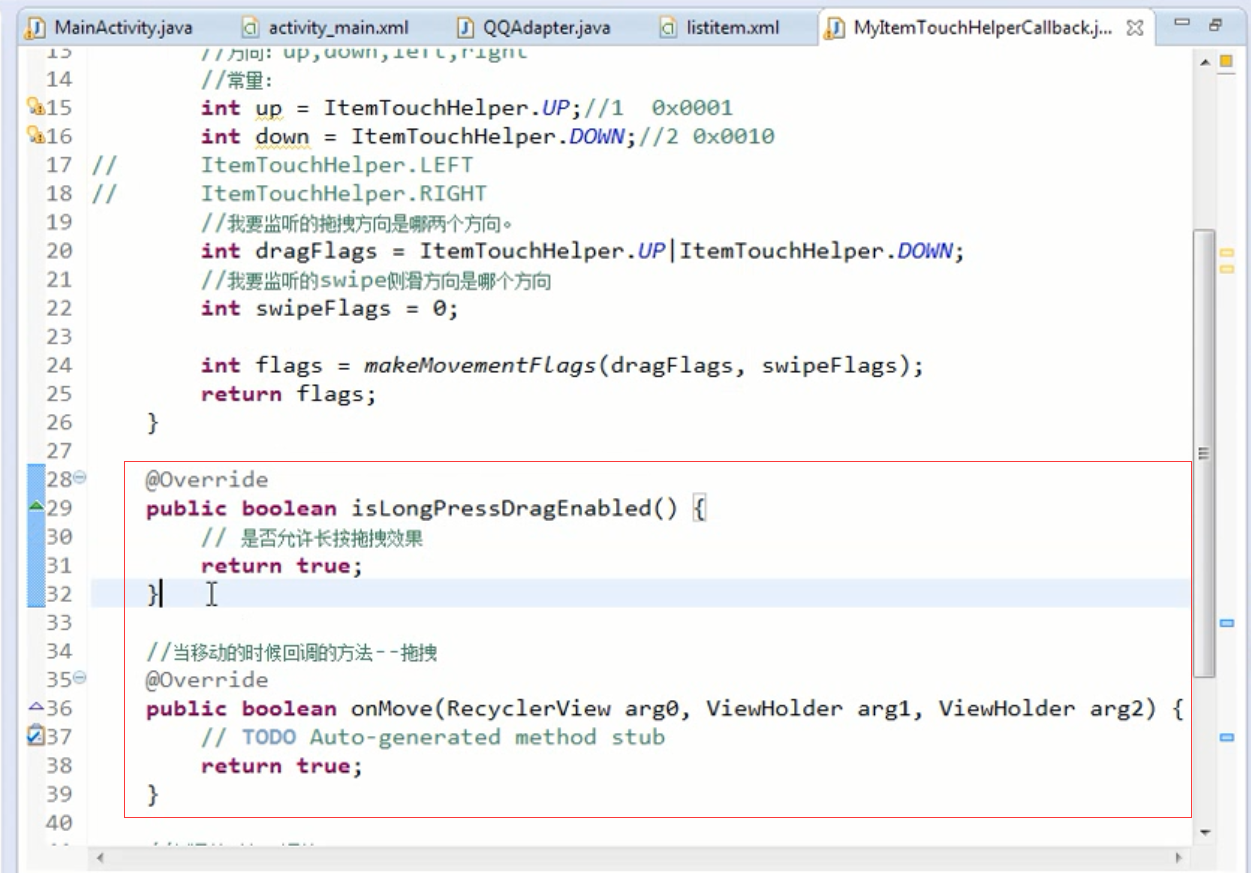 MainActivity.java activity_main.xml QQAdapter.java listitem.xml MyItemTouchHelperCallback.j...
13 //方向: up,down,left,right
14 //常量:
15 int up = ItemTouchHelper.UP;//1 0x0001
16 int down = ItemTouchHelper.DOWN;//2 0x0010
17 // ItemTouchHelper.LEFT
18 // ItemTouchHelper.RIGHT
19 //我要监听的拖拽方向是哪两个方向。
20 int dragFlags = ItemTouchHelper.UP|ItemTouchHelper.DOWN;
21 //我要监听的swipe侧滑方向是哪个方向
22 int swipeFlags = 0;
23
24 int flags = makeMovementFlags(dragFlags, swipeFlags);
25 return flags;
26 }
27
28 @Override
29 public boolean isLongPressDragEnabled() {
30 // 是否允许长按拖拽效果
31 return true;
32 }
33
34 //当移动的时候回调的方法--拖拽
35 @Override
36 public boolean onMove(RecyclerView arg0, ViewHolder arg1, ViewHolder arg2) {
37 // TODO Auto-generated method stub
38 return true;
39 }
40